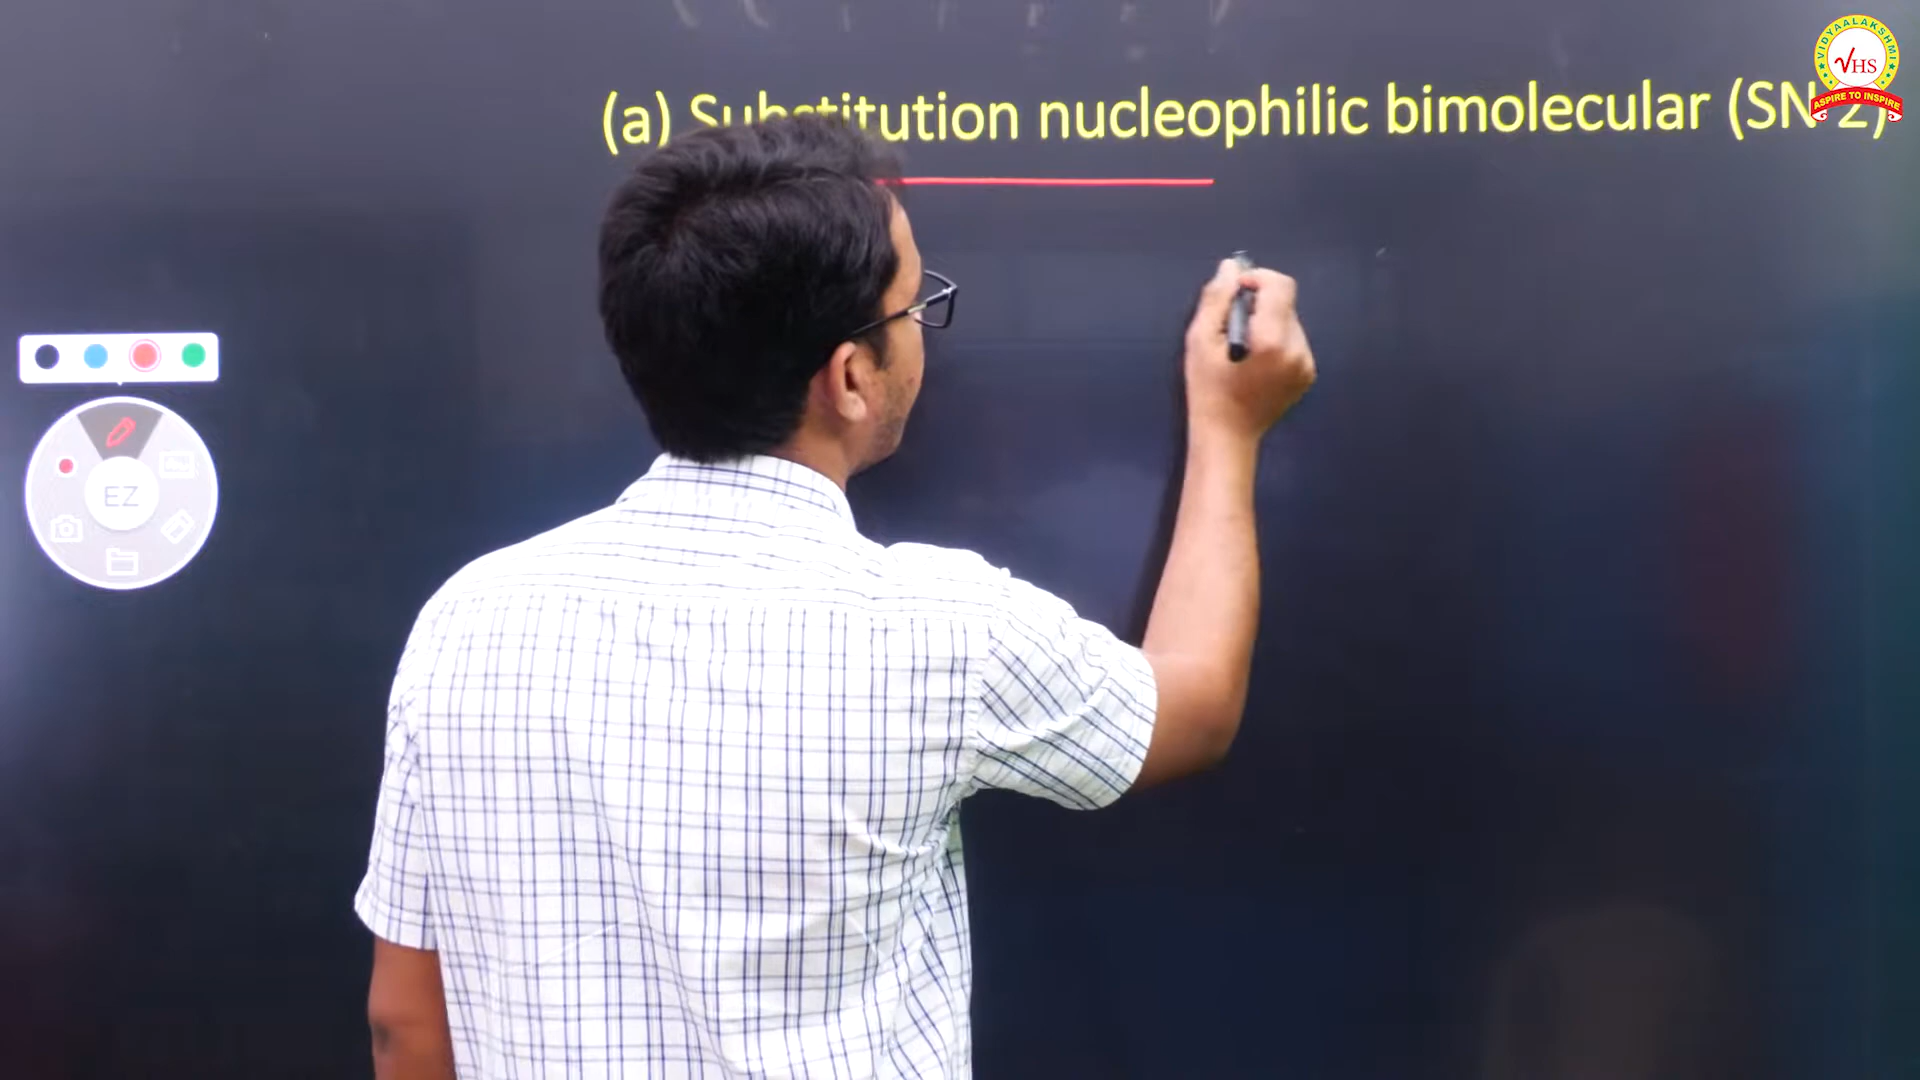 (a) Substitution nucleophilic bimolecular (SN-2)
VIDYAALAKSHMI
VHS
ASPIRE TO INSPIRE
EZ